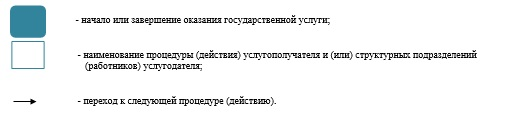 - начало или завершение оказания государственной услуги;
- наименование процедуры (действия) услугополучателя и (или) структурных подразделений
(работников) услугодателя;
- переход к следующей процедуре (действию).